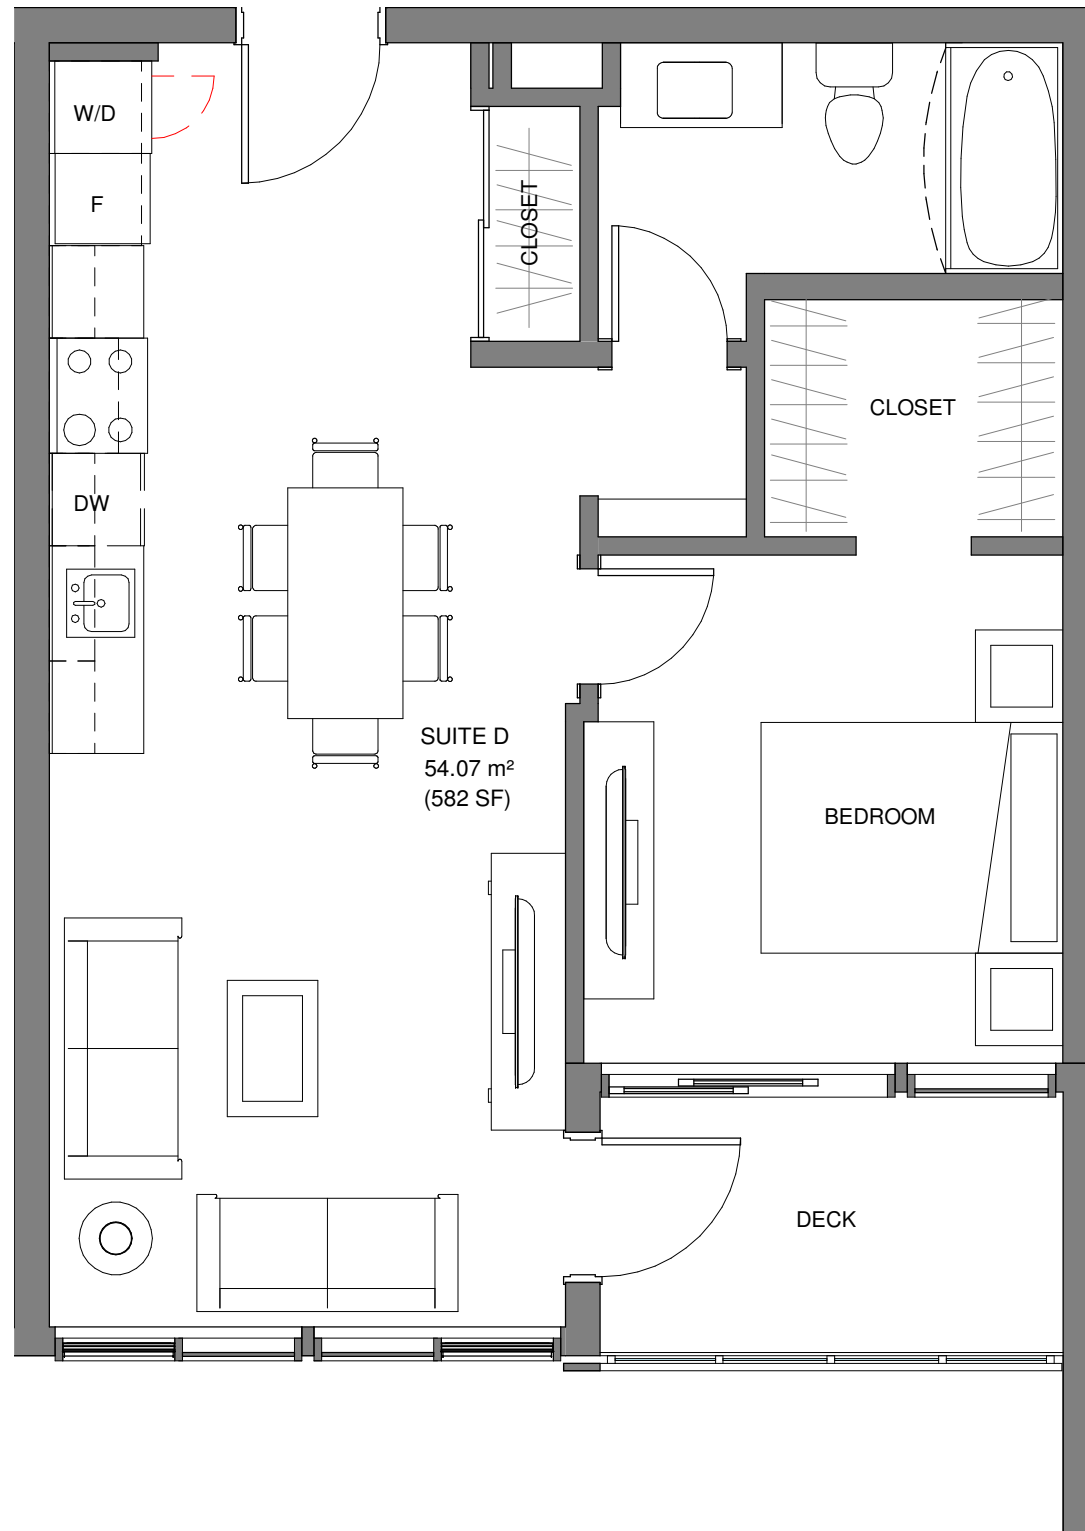 W/D
F
CLOSET
CLOSET
DW
SUITE D
54.07 m²
(582 SF)
BEDROOM
DECK